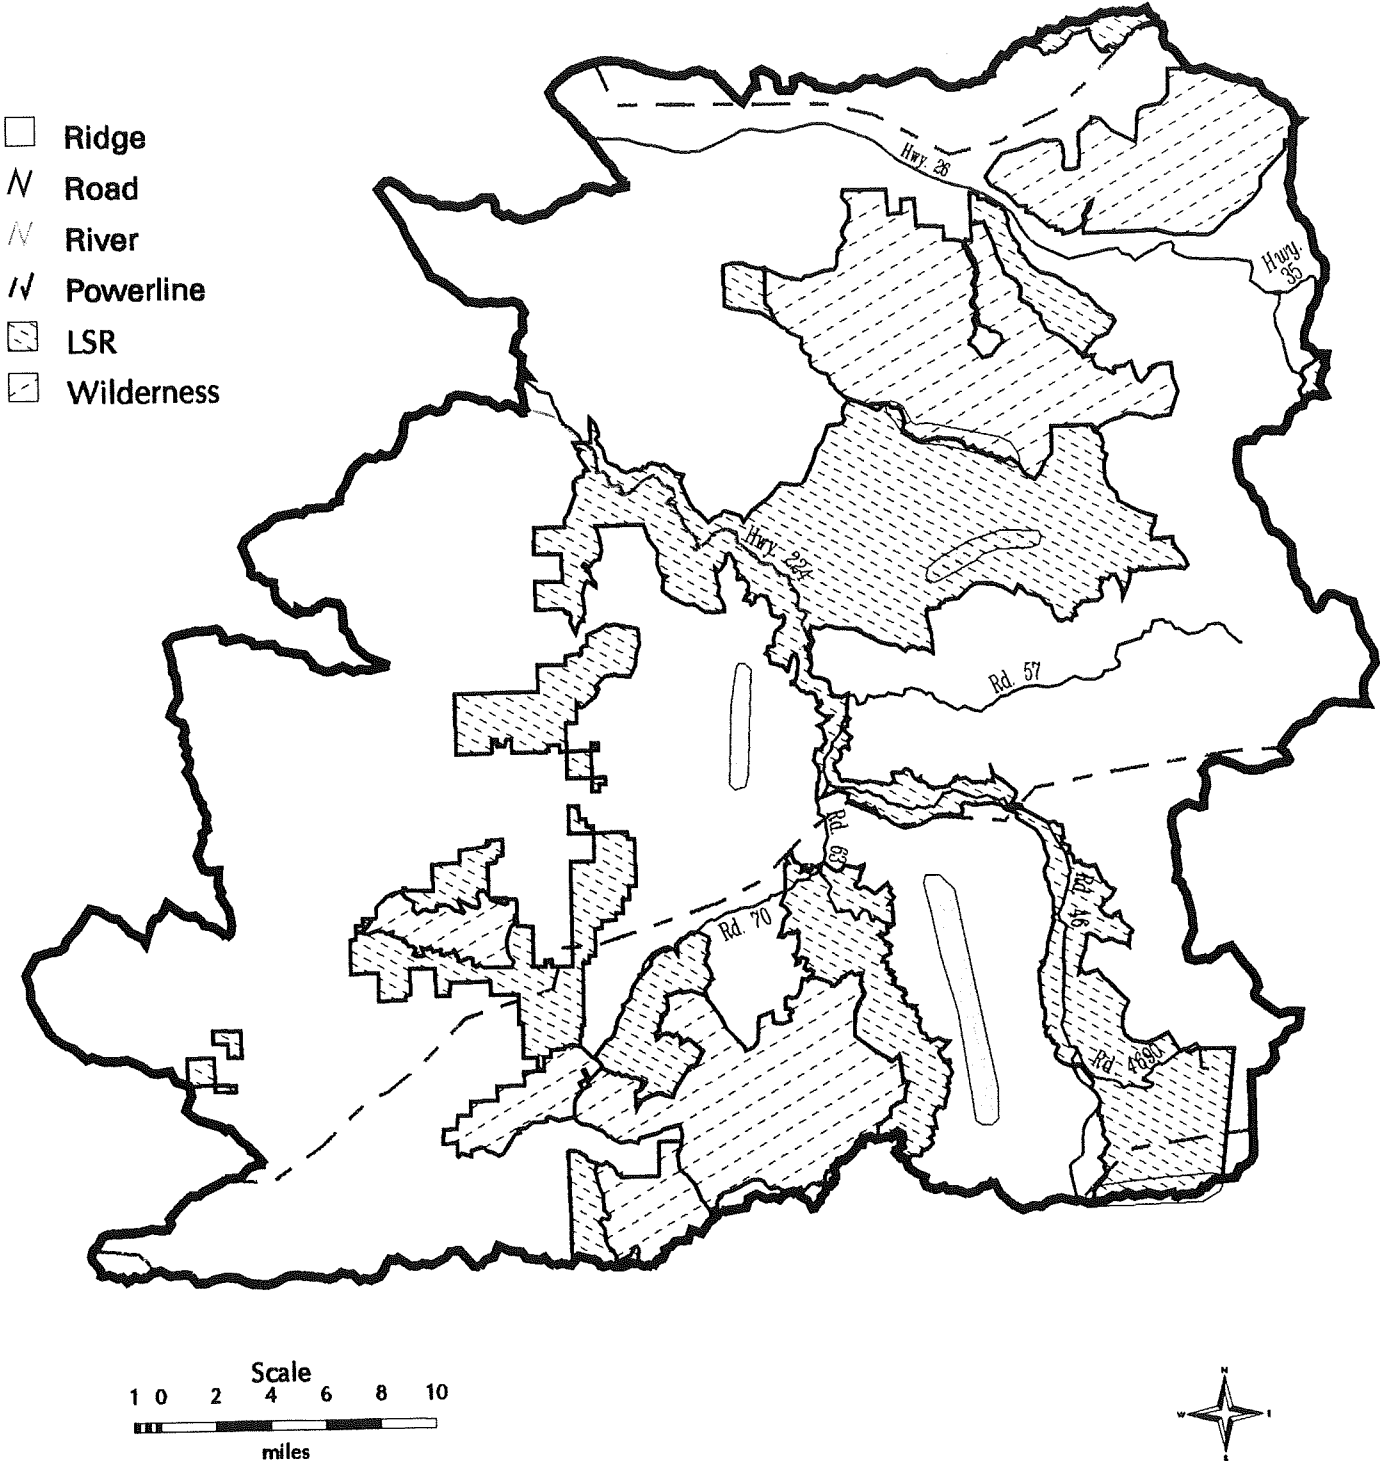 Ridge
Road
River
Powerline
LSR
Wilderness
Hwy. 26
Hwy.
35
Hwy. 224
Rd. 57
Rd. 63
Rd. 70
Rd. 46
Rd. 4690
Scale
1 0 2 4 6 8 10
miles
N
W E
S